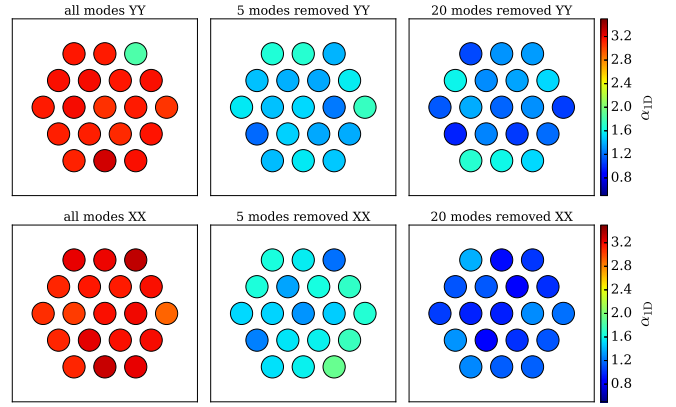 all modes YY
5 modes removed YY
20 modes removed YY
3.2
2.8
2.4
2.0
1.6
1.2
0.8
α1D
all modes XX
5 modes removed XX
20 modes removed XX
3.2
2.8
2.4
2.0
1.6
1.2
0.8
α1D